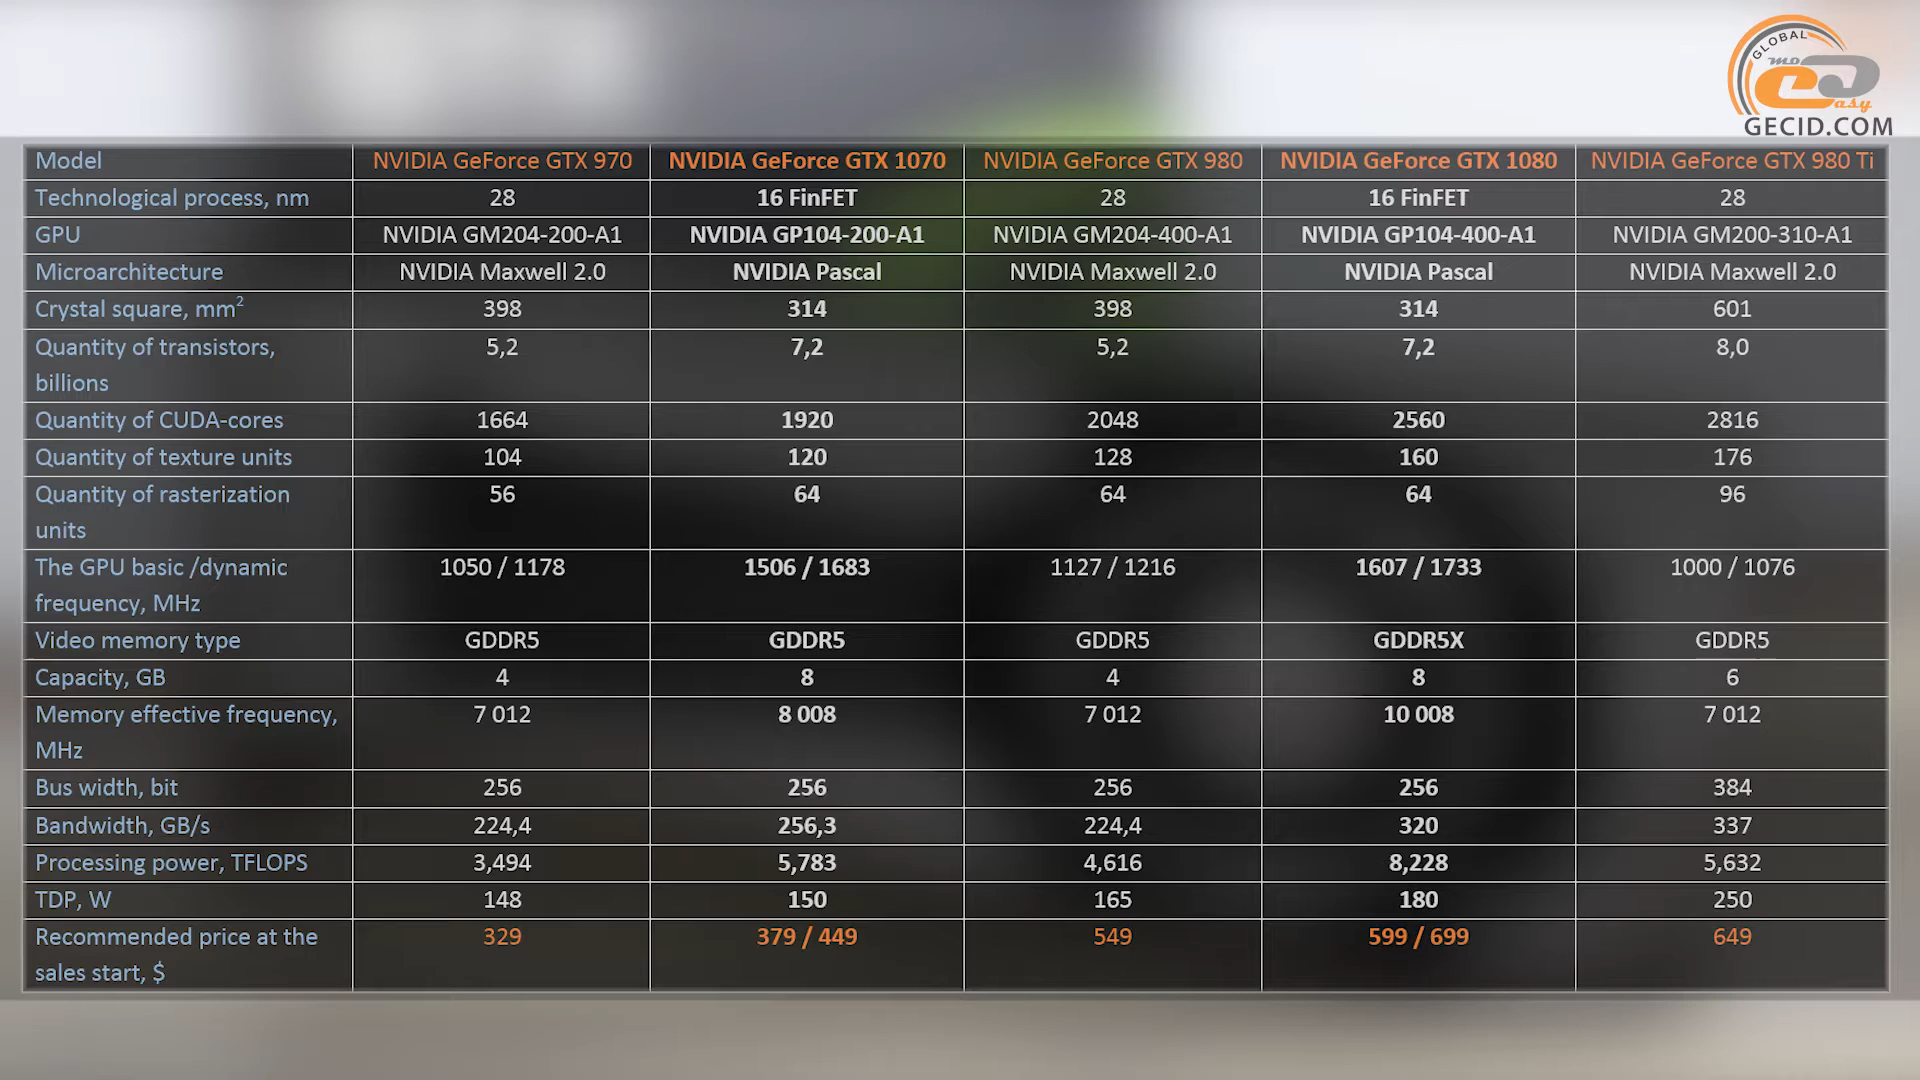 GLOBAL
mo
easy
GECID.COM
Model NVIDIA GeForce GTX 970 NVIDIA GeForce GTX 1070 NVIDIA GeForce GTX 980 NVIDIA GeForce GTX 1080 NVIDIA GeForce GTX 980 Ti
Technological process, nm 28 16 FinFET 28 16 FinFET 28
GPU NVIDIA GM204-200-A1 NVIDIA GP104-200-A1 NVIDIA GM204-400-A1 NVIDIA GP104-400-A1 NVIDIA GM200-310-A1
Microarchitecture NVIDIA Maxwell 2.0 NVIDIA Pascal NVIDIA Maxwell 2.0 NVIDIA Pascal NVIDIA Maxwell 2.0
Crystal square, mm² 398 314 398 314 601
Quantity of transistors, 5,2 7,2 5,2 7,2 8,0
billions
Quantity of CUDA-cores 1664 1920 2048 2560 2816
Quantity of texture units 104 120 128 160 176
Quantity of rasterization 56 64 64 64 96
units
The GPU basic /dynamic 1050 / 1178 1506 / 1683 1127 / 1216 1607 / 1733 1000 / 1076
frequency, MHz
Video memory type GDDR5 GDDR5 GDDR5 GDDR5X GDDR5
Capacity, GB 4 8 4 8 6
Memory effective frequency, 7 012 8 008 7 012 10 008 7 012
MHz
Bus width, bit 256 256 256 256 384
Bandwidth, GB/s 224,4 256,3 224,4 320 337
Processing power, TFLOPS 3,494 5,783 4,616 8,228 5,632
TDP, W 148 150 165 180 250
Recommended price at the 329 379 / 449 549 599 / 699 649
sales start, $